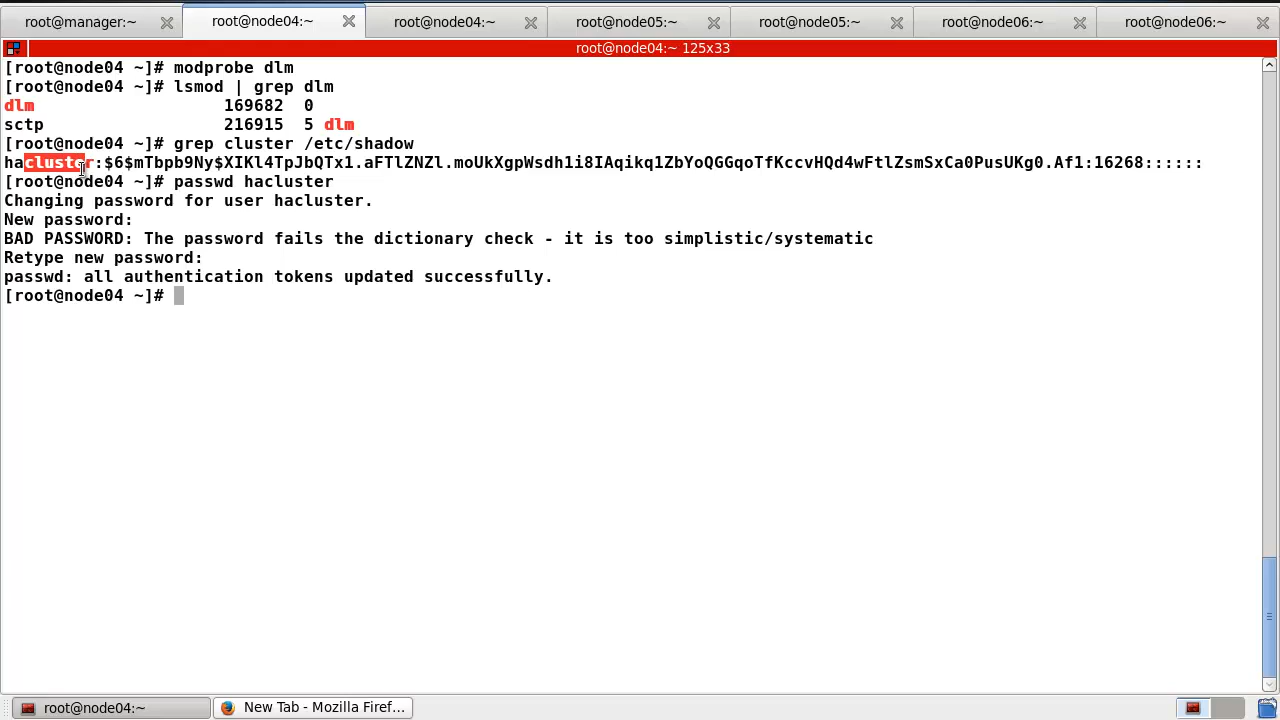 root@manager:~
root@node04:~
root@node04:~
root@node05:~
root@node05:~
root@node06:~
root@node06:~
root@node04:~ 125x33
[root@node04 ~]# modprobe dlm
[root@node04 ~]# lsmod | grep dlm
dlm 169682 0
sctp 216915 5 dlm
[root@node04 ~]# grep cluster /etc/shadow
hacluster:$6$mTbpb9Ny$XIKl4TpJbQTx1.aFTlZNZl.moUkXgpWsdh1i8IAqikq1ZbYoQGGqoTfKccvHQd4wFtlZsmSxCa0PusUKg0.Af1:16268::::::
[root@node04 ~]# passwd hacluster
Changing password for user hacluster.
New password:
BAD PASSWORD: The password fails the dictionary check - it is too simplistic/systematic
Retype new password:
passwd: all authentication tokens updated successfully.
[root@node04 ~]#
root@node04:~
New Tab - Mozilla Firef...